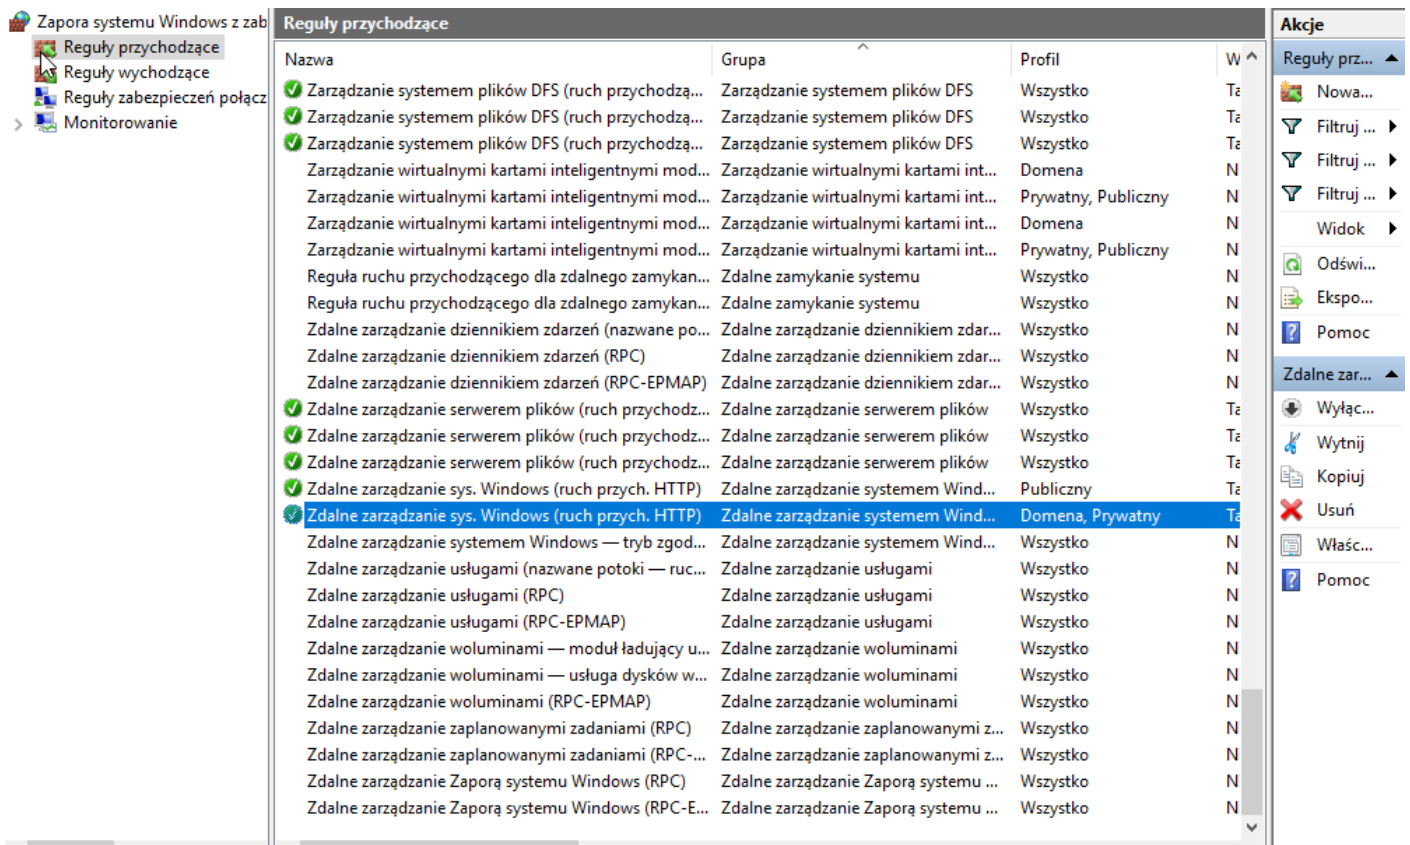 Zapora systemu Windows z zab
Reguły przychodzące
Reguły wychodzące
Reguły zabezpieczeń połącz
Monitorowanie
Reguły przychodzące
Nazwa Grupa Profil W
Zarządzanie systemem plików DFS (ruch przychodzą... Zarządzanie systemem plików DFS Wszystko Ta
Zarządzanie systemem plików DFS (ruch przychodzą... Zarządzanie systemem plików DFS Wszystko Ta
Zarządzanie systemem plików DFS (ruch przychodzą... Zarządzanie systemem plików DFS Wszystko Ta
Zarządzanie wirtualnymi kartami inteligentnymi mod... Zarządzanie wirtualnymi kartami int... Domena N
Zarządzanie wirtualnymi kartami inteligentnymi mod... Zarządzanie wirtualnymi kartami int... Prywatny, Publiczny N
Zarządzanie wirtualnymi kartami inteligentnymi mod... Zarządzanie wirtualnymi kartami int... Domena N
Zarządzanie wirtualnymi kartami inteligentnymi mod... Zarządzanie wirtualnymi kartami int... Prywatny, Publiczny N
Reguła ruchu przychodzącego dla zdalnego zamykan... Zdalne zamykanie systemu Wszystko N
Reguła ruchu przychodzącego dla zdalnego zamykan... Zdalne zamykanie systemu Wszystko N
Zdalne zarządzanie dziennikiem zdarzeń (nazwane po... Zdalne zarządzanie dziennikiem zdar... Wszystko N
Zdalne zarządzanie dziennikiem zdarzeń (RPC) Zdalne zarządzanie dziennikiem zdar... Wszystko N
Zdalne zarządzanie dziennikiem zdarzeń (RPC-EPMAP) Zdalne zarządzanie dziennikiem zdar... Wszystko N
Zdalne zarządzanie serwerem plików (ruch przychodz... Zdalne zarządzanie serwerem plików Wszystko Ta
Zdalne zarządzanie serwerem plików (ruch przychodz... Zdalne zarządzanie serwerem plików Wszystko Ta
Zdalne zarządzanie serwerem plików (ruch przychodz... Zdalne zarządzanie serwerem plików Wszystko Ta
Zdalne zarządzanie sys. Windows (ruch przych. HTTP) Zdalne zarządzanie systemem Wind... Publiczny Ta
Zdalne zarządzanie sys. Windows (ruch przych. HTTP) Zdalne zarządzanie systemem Wind... Domena, Prywatny Ta
Zdalne zarządzanie systemem Windows — tryb zgod... Zdalne zarządzanie systemem Wind... Wszystko N
Zdalne zarządzanie usługami (nazwane potoki — ruc... Zdalne zarządzanie usługami Wszystko N
Zdalne zarządzanie usługami (RPC) Zdalne zarządzanie usługami Wszystko N
Zdalne zarządzanie usługami (RPC-EPMAP) Zdalne zarządzanie usługami Wszystko N
Zdalne zarządzanie woluminami — moduł ładujący u... Zdalne zarządzanie woluminami Wszystko N
Zdalne zarządzanie woluminami — usługa dysków w... Zdalne zarządzanie woluminami Wszystko N
Zdalne zarządzanie woluminami (RPC-EPMAP) Zdalne zarządzanie woluminami Wszystko N
Zdalne zarządzanie zaplanowanymi zadaniami (RPC) Zdalne zarządzanie zaplanowanymi z... Wszystko N
Zdalne zarządzanie zaplanowanymi zadaniami (RPC-... Zdalne zarządzanie zaplanowanymi z... Wszystko N
Zdalne zarządzanie Zaporą systemu Windows (RPC) Zdalne zarządzanie Zaporą systemu ... Wszystko N
Zdalne zarządzanie Zaporą systemu Windows (RPC-E... Zdalne zarządzanie Zaporą systemu ... Wszystko N
Akcje
Reguły prz...
Nowa...
Filtruj ...
Filtruj ...
Filtruj ...
Widok
Odświ...
Ekspo...
Pomoc
Zdalne zar...
Wyłąc...
Wytnij
Kopiuj
Usuń
Właśc...
Pomoc